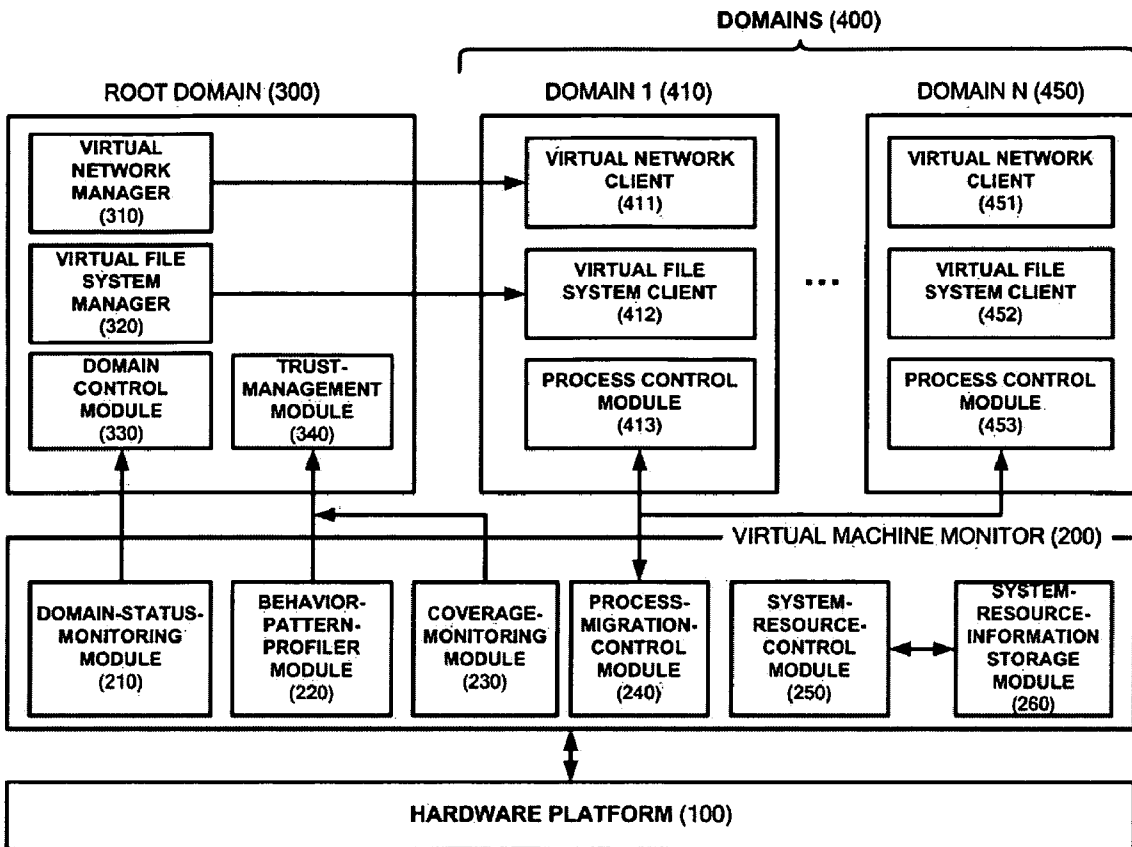 DOMAINS (400)
ROOT DOMAIN (300)
DOMAIN 1 (410)
DOMAIN N (450)
VIRTUAL
NETWORK
MANAGER
(310)
VIRTUAL NETWORK
CLIENT
(411)
VIRTUAL NETWORK
CLIENT
(451)
VIRTUAL FILE
SYSTEM
MANAGER
(320)
VIRTUAL FILE
SYSTEM CLIENT
(412)
...
VIRTUAL FILE
SYSTEM CLIENT
(452)
DOMAIN
CONTROL
MODULE
(330)
TRUST-
MANAGEMENT
MODULE
(340)
PROCESS CONTROL
MODULE
(413)
PROCESS CONTROL
MODULE
(453)
VIRTUAL MACHINE MONITOR (200)
DOMAIN-STATUS-
MONITORING
MODULE
(210)
BEHAVIOR-
PATTERN-
PROFILER
MODULE
(220)
COVERAGE-
MONITORING
MODULE
(230)
PROCESS-
MIGRATION-
CONTROL
MODULE
(240)
SYSTEM-
RESOURCE-
CONTROL
MODULE
(250)
SYSTEM-
RESOURCE-
INFORMATION
STORAGE
MODULE
(260)
HARDWARE PLATFORM (100)